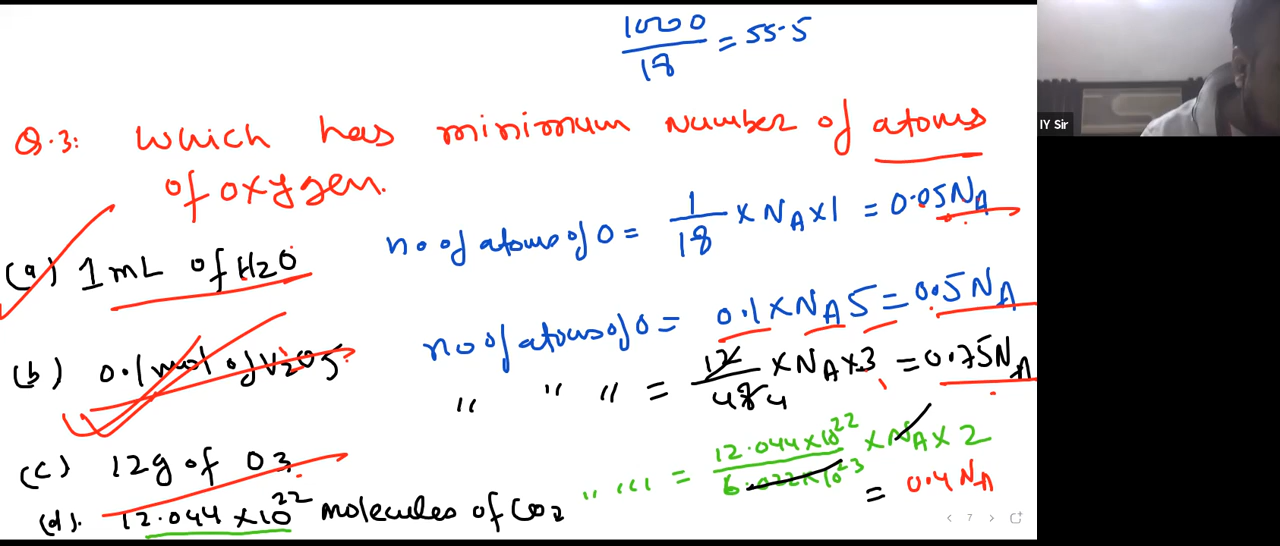 1000/18 = 55.5
Q.3: Which has minimum number of atoms
of oxygen.
IY Sir
(a) 1mL of H2O
no of atoms of O = 1/18 × NA × 1 = 0.05NA
(b) 0.1 mol of V2O5
no of atoms of O = 0.1 × NA 5 = 0.5 NA
" " " = 12/48 4 × NA × 3 = 0.75NA
(c) 12g of O3
" " " = 12.044 × 10^22 / 6.022 × 10^23 × NA × 2
= 0.4 NA
(d). 12.044 × 10^22 molecules of CO2
7